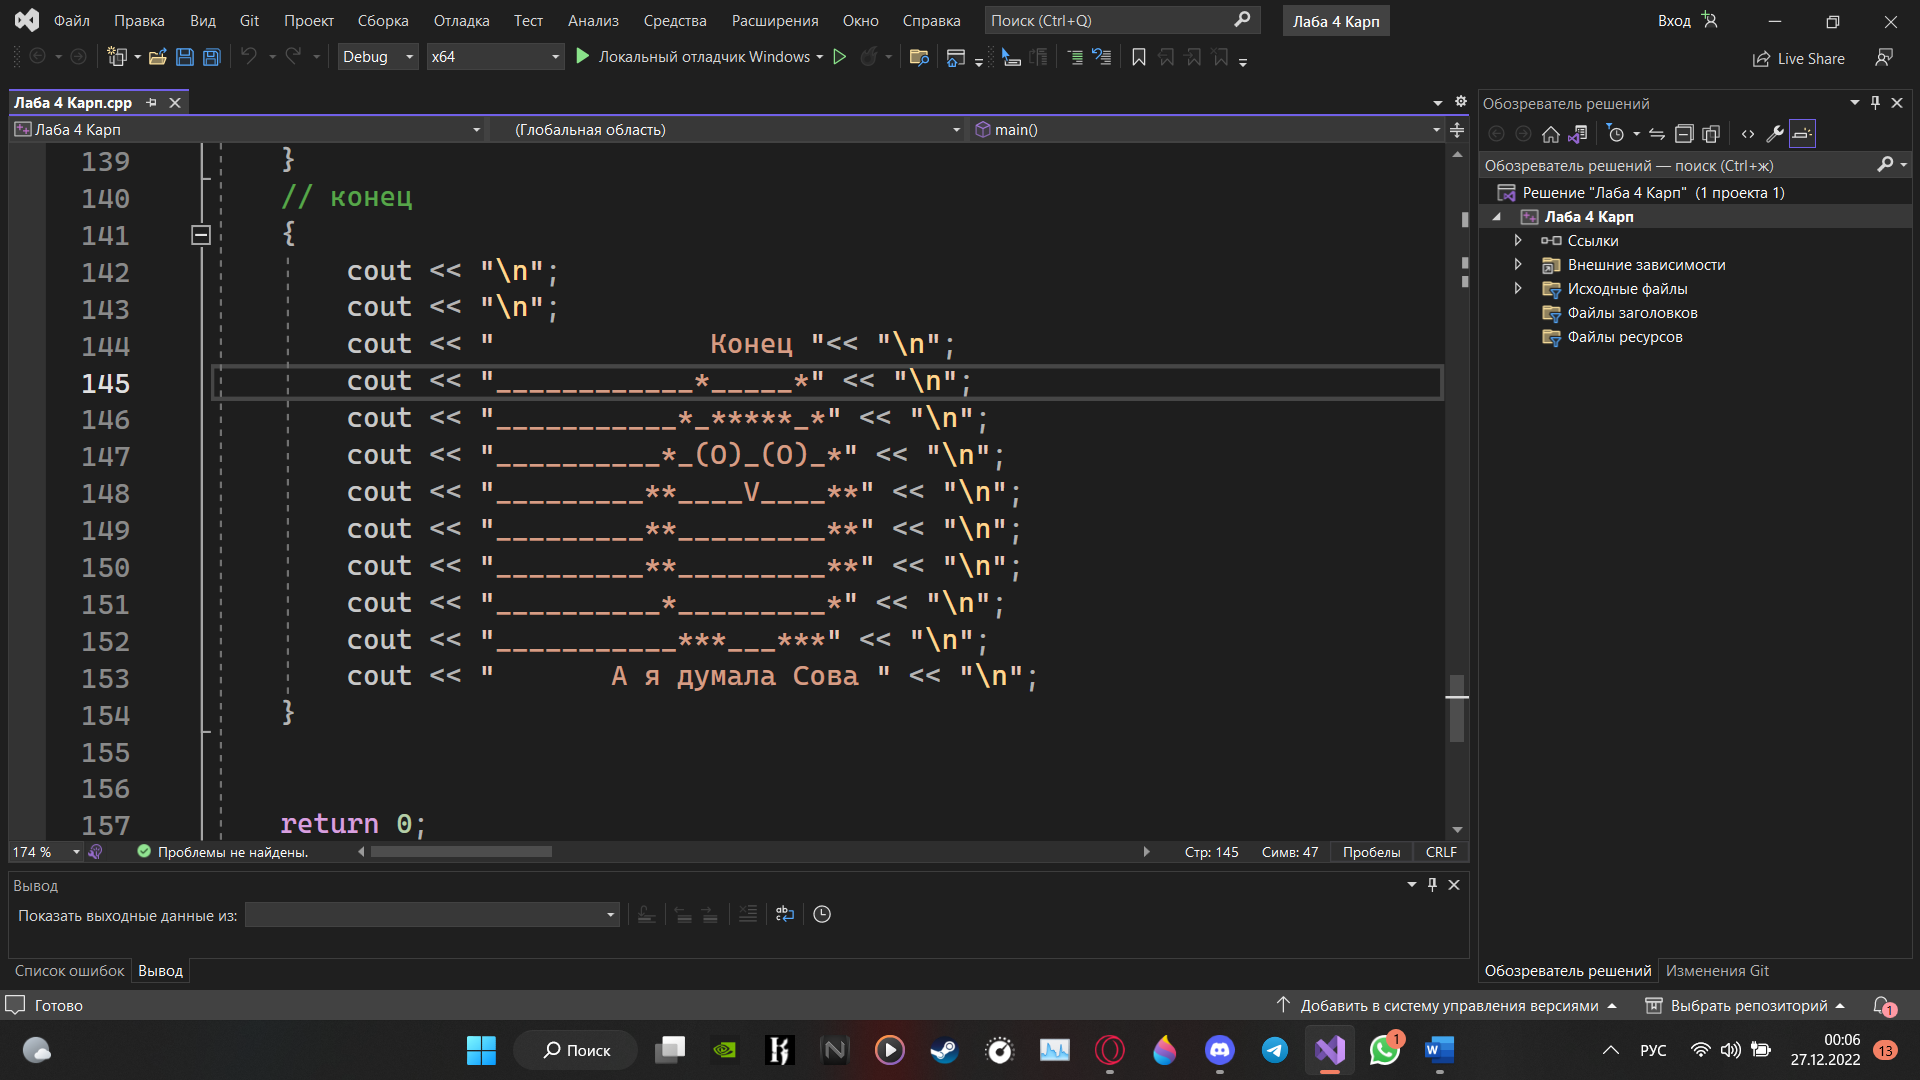 Файл Правка Вид Git Проект Сборка Отладка Тест Анализ Средства Расширения Окно Справка Поиск (Ctrl+Q) Лаба 4 Карп Вход
Debug x64 Локальный отладчик Windows Live Share
Лаба 4 Карп.cpp
Лаба 4 Карп (Глобальная область) main()
139 }
140 // конец
141 {
142 cout << "\n";
143 cout << "\n";
144 cout << "             Конец "<< "\n";
145 cout << "____________*_____*" << "\n";
146 cout << "___________*_*****_*" << "\n";
147 cout << "__________*_(O)_(O)_*" << "\n";
148 cout << "_________**____V____**" << "\n";
149 cout << "_________**_________**" << "\n";
150 cout << "_________**_________**" << "\n";
151 cout << "__________*_________*" << "\n";
152 cout << "___________***___***" << "\n";
153 cout << "       А я думала Сова " << "\n";
154 }
155
156
157 return 0;
174 % Проблемы не найдены. Стр: 145 Симв: 47 Пробелы CRLF
Вывод
Показать выходные данные из:
Список ошибок Вывод
Обозреватель решений
Обозреватель решений — поиск (Ctrl+ж)
Решение "Лаба 4 Карп" (1 проекта 1)
Лаба 4 Карп
Ссылки
Внешние зависимости
Исходные файлы
Файлы заголовков
Файлы ресурсов
Обозреватель решений Изменения Git
Готово Добавить в систему управления версиями Выбрать репозиторий 1
Поиск 1 РУС 00:06
27.12.2022 13